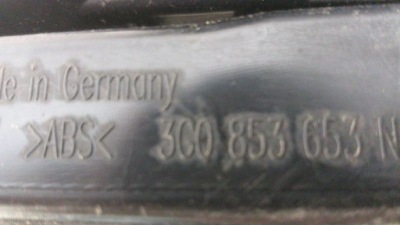 de in Germany
>ABS< 3C0 853 653 N